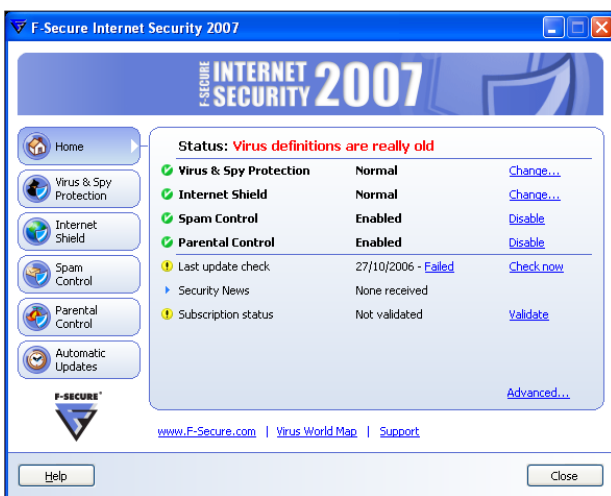 F-Secure Internet Security 2007
F-SECURE INTERNET SECURITY 2007
Home
Virus & Spy Protection
Internet Shield
Spam Control
Parental Control
Automatic Updates
F-SECURE®
Status: Virus definitions are really old
Virus & Spy Protection Normal Change...
Internet Shield Normal Change...
Spam Control Enabled Disable
Parental Control Enabled Disable
Last update check 27/10/2006 - Failed Check now
Security News None received
Subscription status Not validated Validate
Advanced...
www.F-Secure.com | Virus World Map | Support
Help Close